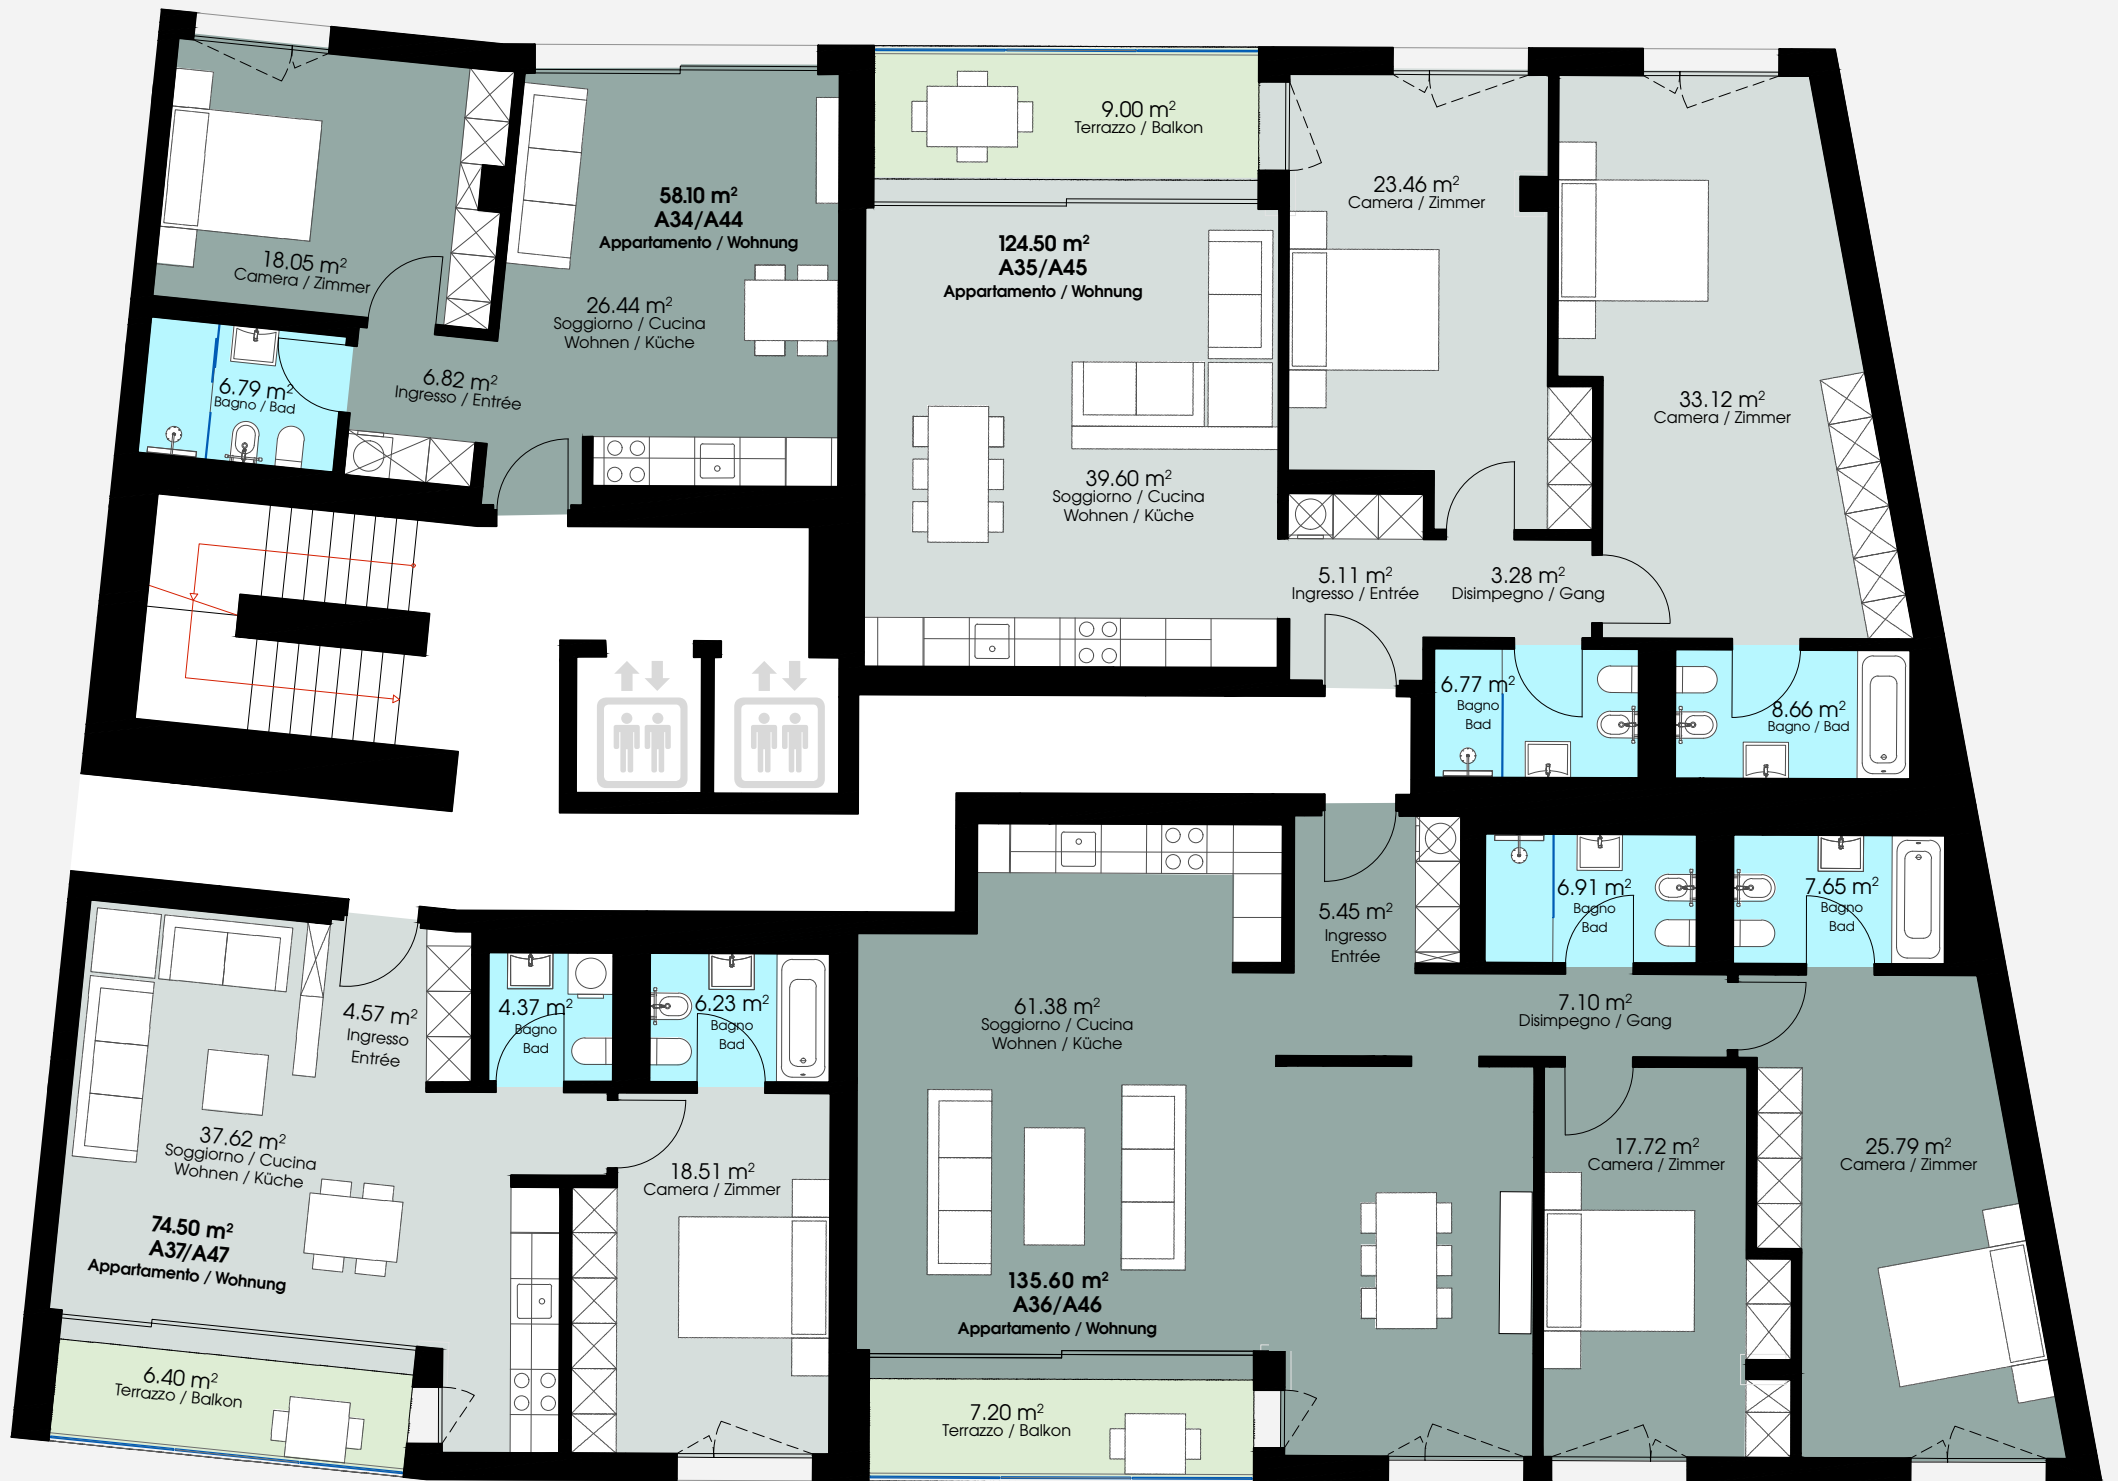 18.05 m²
Camera / Zimmer
58.10 m²
A34/A44
Appartamento / Wohnung
26.44 m²
Soggiorno / Cucina
Wohnen / Küche
6.79 m²
Bagno / Bad
6.82 m²
Ingresso / Entrée
9.00 m²
Terrazzo / Balkon
124.50 m²
A35/A45
Appartamento / Wohnung
39.60 m²
Soggiorno / Cucina
Wohnen / Küche
23.46 m²
Camera / Zimmer
33.12 m²
Camera / Zimmer
5.11 m²
Ingresso / Entrée
3.28 m²
Disimpegno / Gang
6.77 m²
Bagno
Bad
8.66 m²
Bagno / Bad
4.57 m²
Ingresso
Entrée
4.37 m²
Bagno
Bad
6.23 m²
Bagno
Bad
37.62 m²
Soggiorno / Cucina
Wohnen / Küche
74.50 m²
A37/A47
Appartamento / Wohnung
18.51 m²
Camera / Zimmer
6.40 m²
Terrazzo / Balkon
61.38 m²
Soggiorno / Cucina
Wohnen / Küche
5.45 m²
Ingresso
Entrée
6.91 m²
Bagno
Bad
7.65 m²
Bagno
Bad
7.10 m²
Disimpegno / Gang
17.72 m²
Camera / Zimmer
25.79 m²
Camera / Zimmer
135.60 m²
A36/A46
Appartamento / Wohnung
7.20 m²
Terrazzo / Balkon